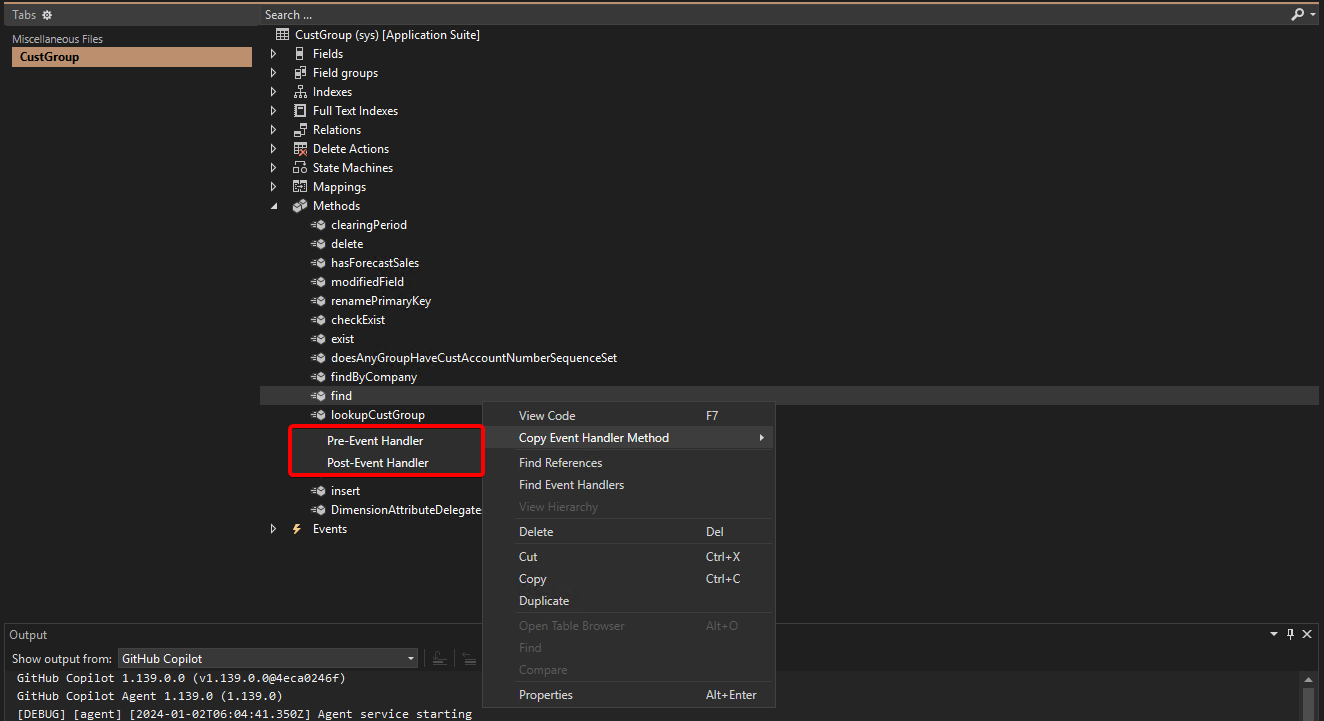 Tabs
Search ...
Miscellaneous Files
CustGroup
CustGroup (sys) [Application Suite]
Fields
Field groups
Indexes
Full Text Indexes
Relations
Delete Actions
State Machines
Mappings
Methods
clearingPeriod
delete
hasForecastSales
modifiedField
renamePrimaryKey
checkExist
exist
doesAnyGroupHaveCustAccountNumberSequenceSet
findByCompany
find
lookupCustGroup
Pre-Event Handler
Post-Event Handler
insert
DimensionAttributeDelegate
Events
View Code F7
Copy Event Handler Method
Find References
Find Event Handlers
View Hierarchy
Delete Del
Cut Ctrl+X
Copy Ctrl+C
Duplicate
Open Table Browser Alt+O
Find
Compare
Properties Alt+Enter
Output
Show output from: GitHub Copilot
GitHub Copilot 1.139.0.0 (v1.139.0.0@4eca0246f)
GitHub Copilot Agent 1.139.0 (1.139.0)
[DEBUG] [agent] [2024-01-02T06:04:41.350Z] Agent service starting